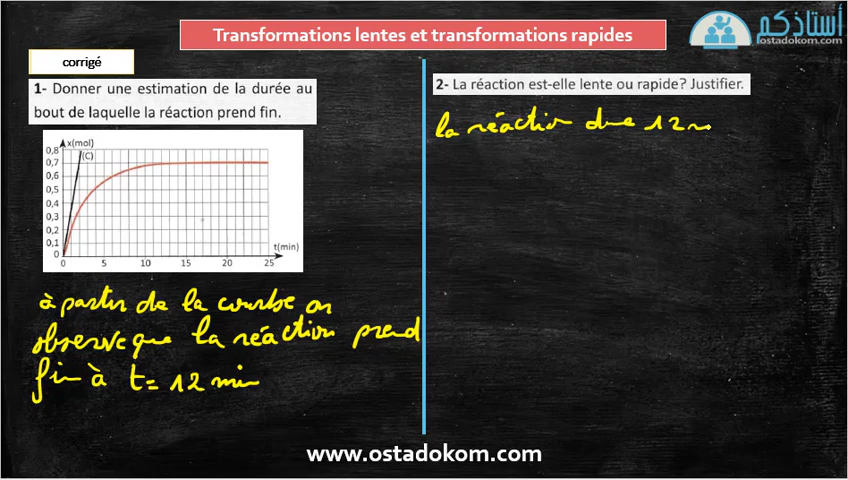 Transformations lentes et transformations rapides
أستاذكم
ostadokom.com
corrigé
1- Donner une estimation de la durée au
bout de laquelle la réaction prend fin.
x(mol)
(C)
0,8
0,7
0,6
0,5
0,4
0,3
0,2
0,1
0
t(min)
0 5 10 15 20 25
à partir de la courbe on
observe que la réaction prend
fin à t= 12 min
2- La réaction est-elle lente ou rapide? Justifier.
la réaction dure 12 m
www.ostadokom.com